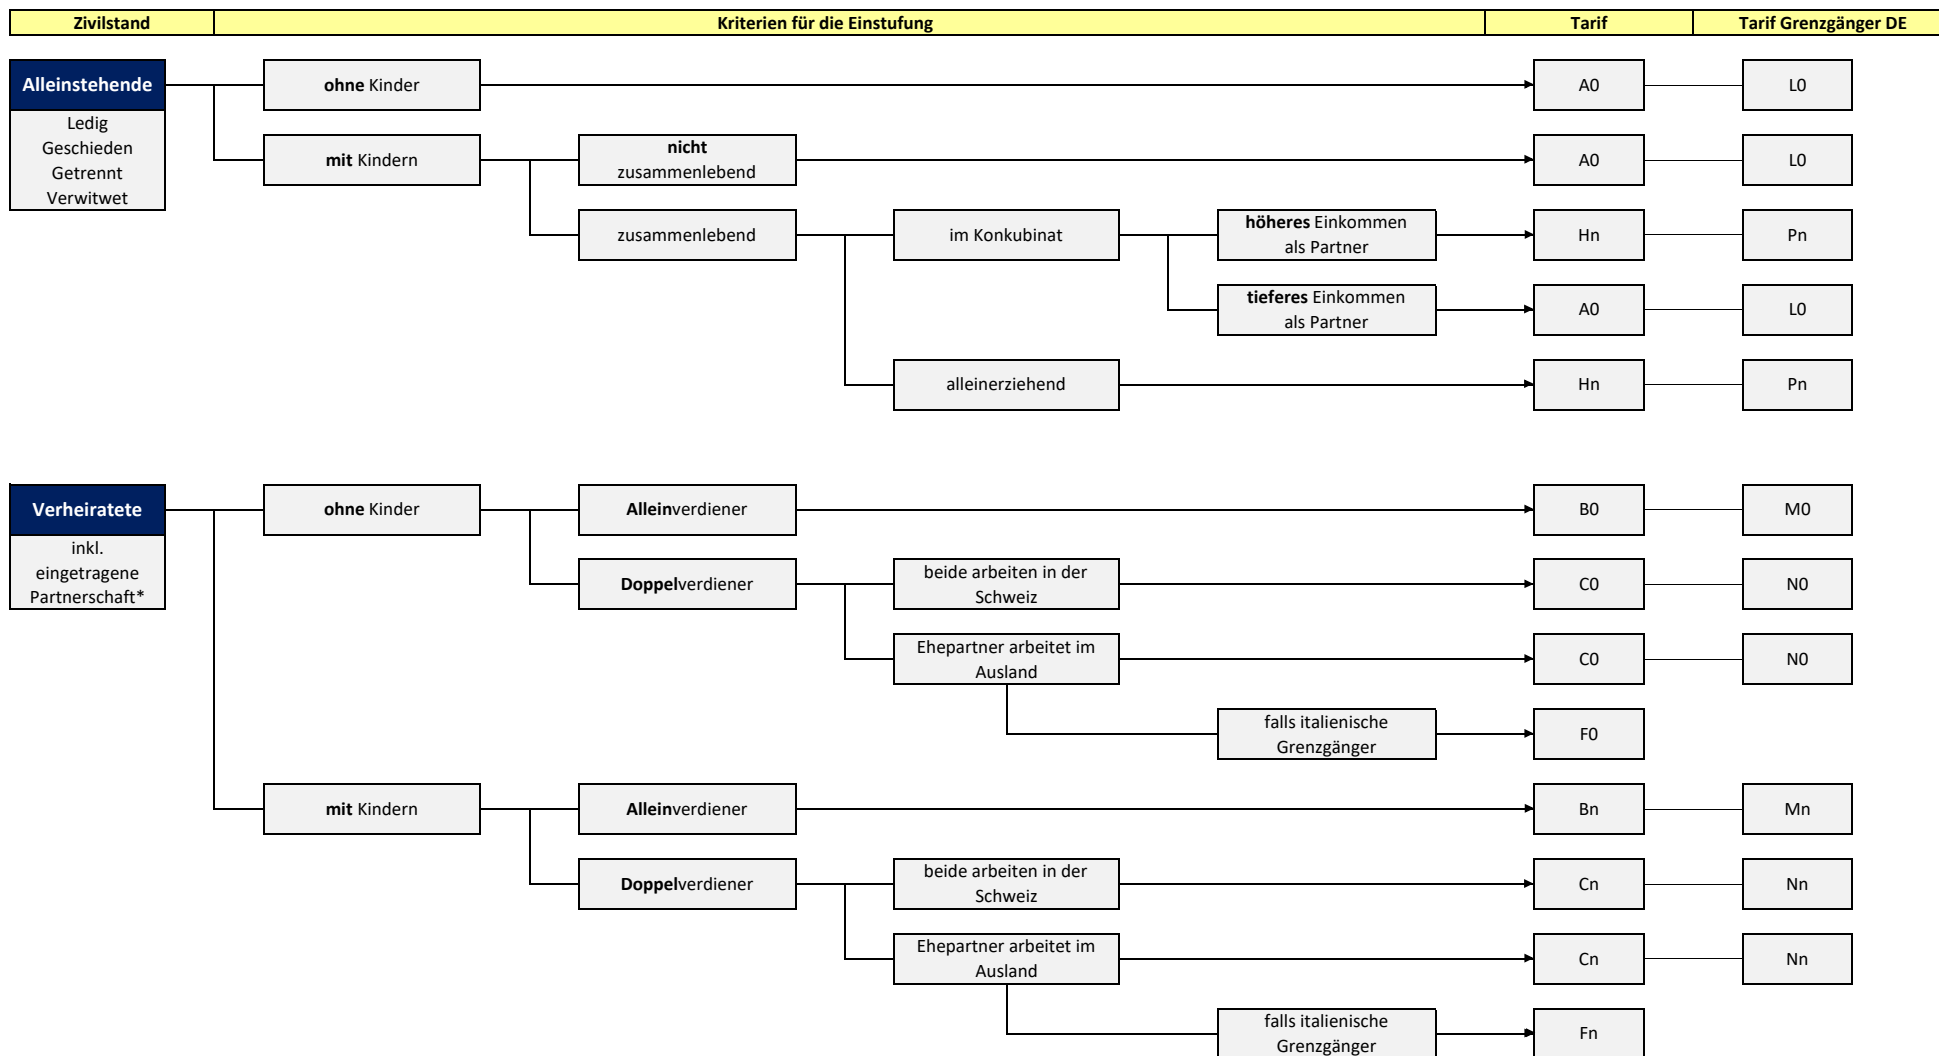 Zivilstand
Kriterien für die Einstufung
Tarif
Tarif Grenzgänger DE
Alleinstehende
Ledig
Geschieden
Getrennt
Verwitwet
ohne Kinder
A0
L0
mit Kindern
nicht
zusammenlebend
A0
L0
zusammenlebend
im Konkubinat
höheres Einkommen
als Partner
Hn
Pn
tieferes Einkommen
als Partner
A0
L0
alleinerziehend
Hn
Pn
Verheiratete
inkl.
eingetragene
Partnerschaft*
ohne Kinder
Alleinverdiener
B0
M0
Doppelverdiener
beide arbeiten in der
Schweiz
C0
N0
Ehepartner arbeitet im
Ausland
C0
N0
falls italienische
Grenzgänger
F0
mit Kindern
Alleinverdiener
Bn
Mn
Doppelverdiener
beide arbeiten in der
Schweiz
Cn
Nn
Ehepartner arbeitet im
Ausland
Cn
Nn
falls italienische
Grenzgänger
Fn